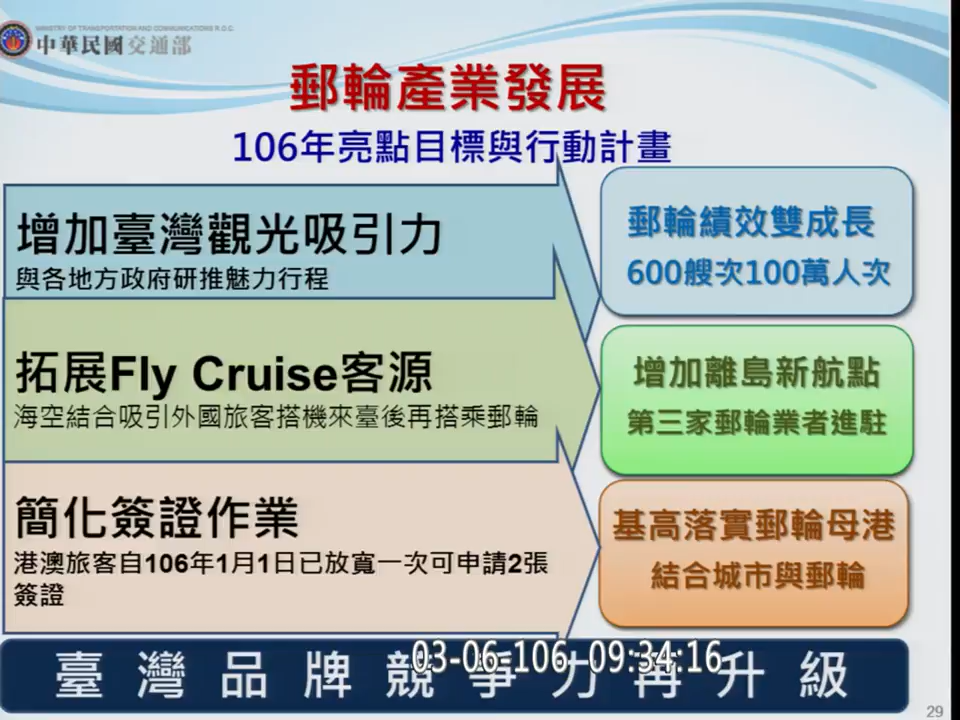 MINISTRY OF TRANSPORTATION AND COMMUNICATIONS R.O.C.
中華民國交通部
郵輪產業發展
106年亮點目標與行動計畫
增加臺灣觀光吸引力
與各地方政府研推魅力行程
郵輪績效雙成長
600艘次100萬人次
拓展Fly Cruise客源
海空結合吸引外國旅客搭機來臺後再搭乘郵輪
增加離島新航點
第三家郵輪業者進駐
簡化簽證作業
港澳旅客自106年1月1日已放寬一次可申請2張
簽證
基高落實郵輪母港
結合城市與郵輪
臺灣品牌競爭力再升級
03-06-106 09:34:16
29